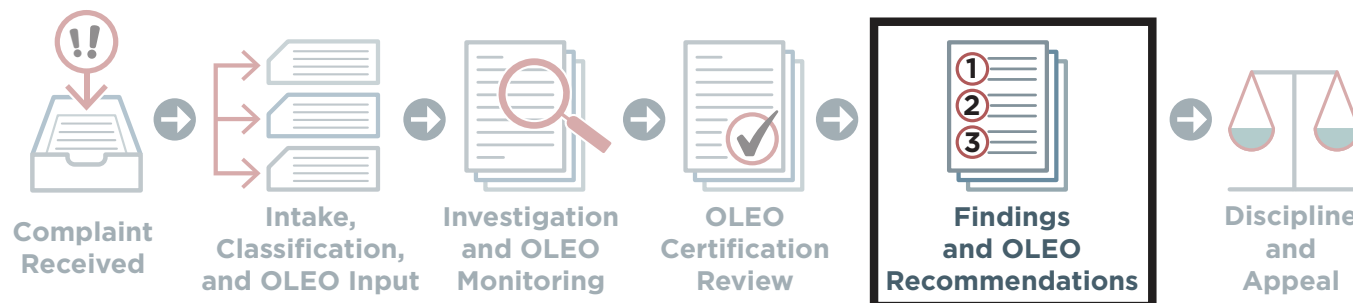 !!
1
2
3
Complaint
Received
Intake,
Classification,
and OLEO Input
Investigation
and OLEO
Monitoring
OLEO
Certification
Review
Findings
and OLEO
Recommendations
Discipline
and
Appeal